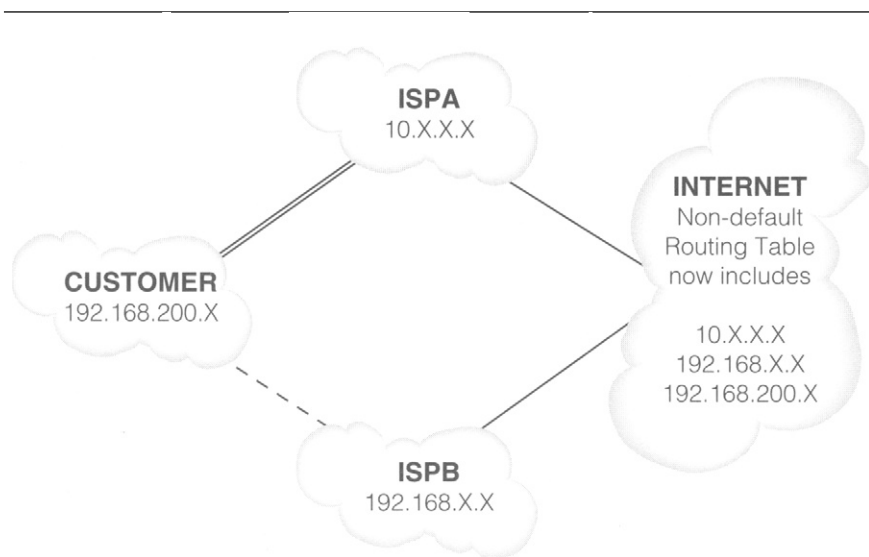 ISPA
10.X.X.X
INTERNET
Non-default
Routing Table
now includes
10.X.X.X
192.168.X.X
192.168.200.X
CUSTOMER
192.168.200.X
ISPB
192.168.X.X